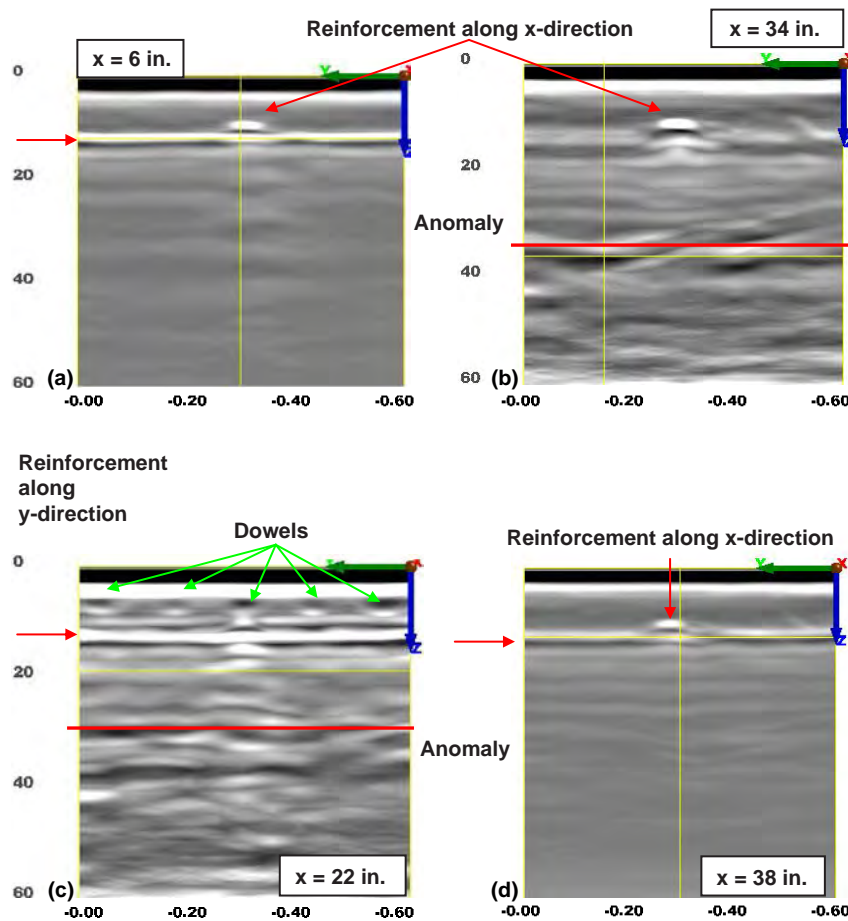 Reinforcement along x-direction
x = 6 in.
x = 34 in.
Y
0
20
40
60
(a)
-0.00 -0.20 -0.40 -0.60
Y
0
20
40
60
Anomaly
(b)
-0.00 -0.20 -0.40 -0.60
Reinforcement
along
y-direction
Dowels
x
z
0
20
40
60
Anomaly
(c)
x = 22 in.
-0.00 -0.20 -0.40 -0.60
Reinforcement along x-direction
Y
X
Z
(d)
x = 38 in.
-0.00 -0.20 -0.40 -0.60